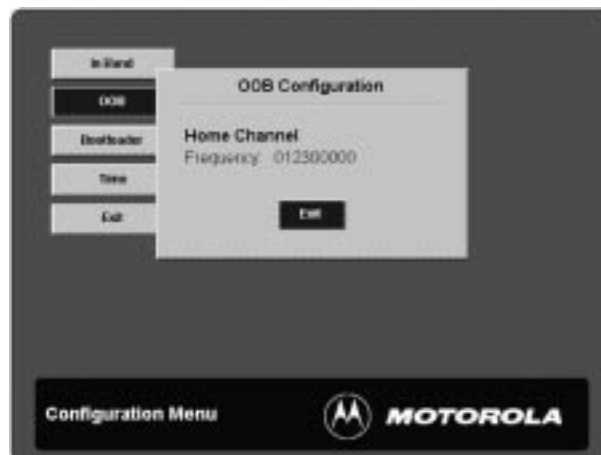 In Band
OOB
Bootloader
Time
Exit
OOB Configuration
Home Channel
Frequency: 012300000
Exit
Configuration Menu
MOTOROLA